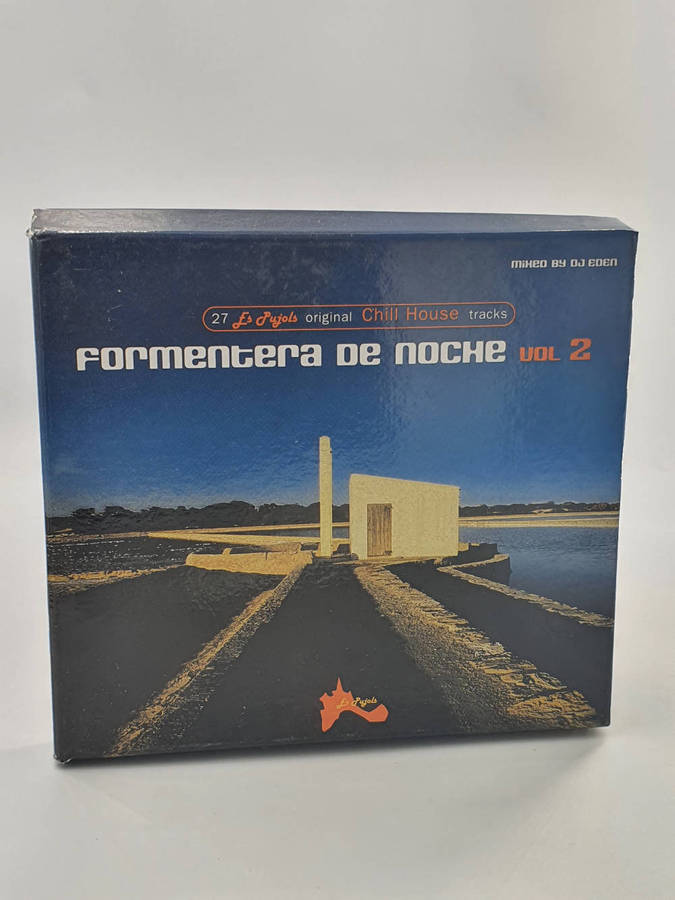 mixed by DJ Eden
27 Es Pujols original Chill House tracks
Formentera de noche vol 2
Es Pujols